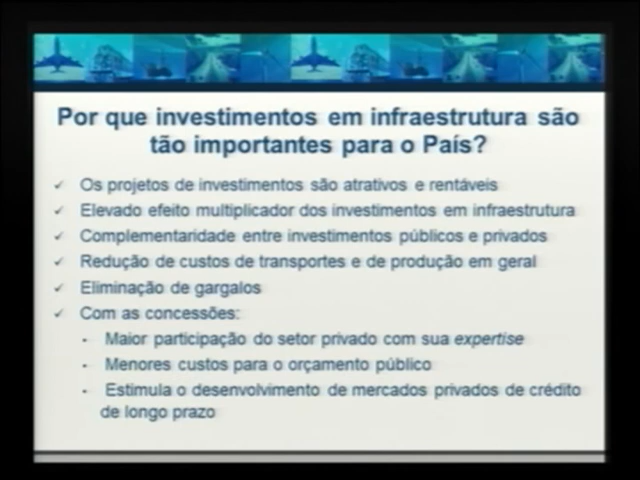 Por que investimentos em infraestrutura são
tão importantes para o País?
✓ Os projetos de investimentos são atrativos e rentáveis
✓ Elevado efeito multiplicador dos investimentos em infraestrutura
✓ Complementaridade entre investimentos públicos e privados
✓ Redução de custos de transportes e de produção em geral
✓ Eliminação de gargalos
✓ Com as concessões:
- Maior participação do setor privado com sua expertise
- Menores custos para o orçamento público
- Estimula o desenvolvimento de mercados privados de crédito
de longo prazo